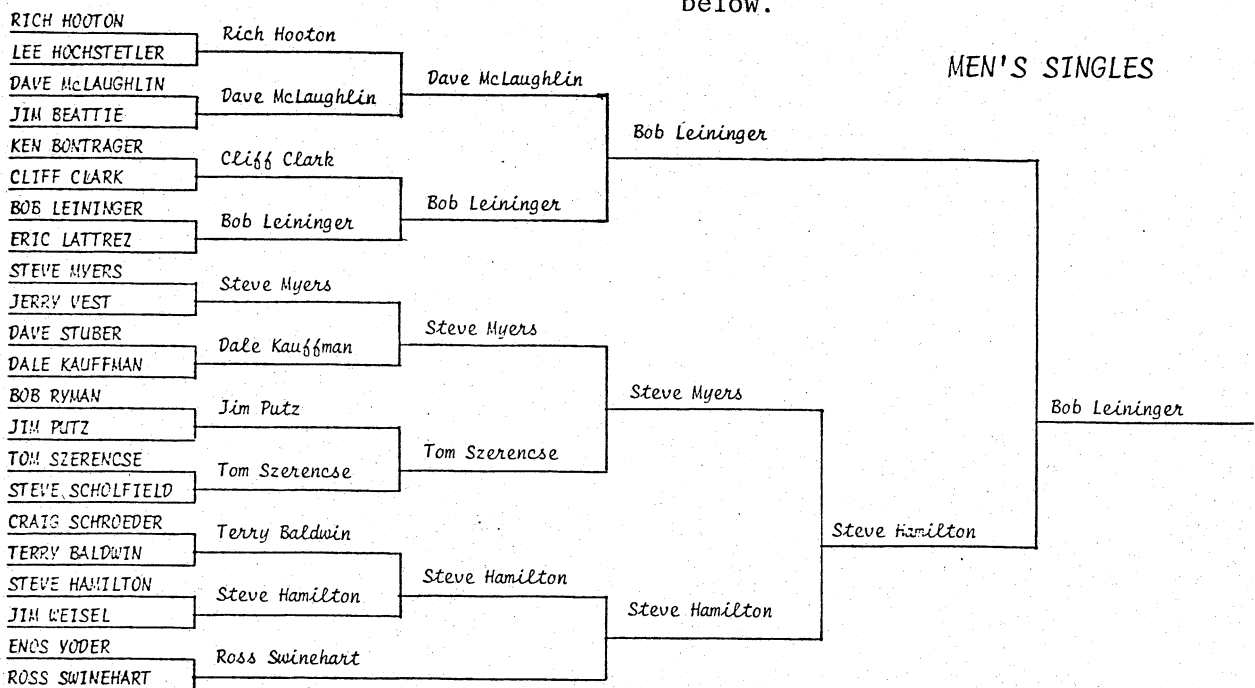 below.
MEN'S SINGLES
RICH HOOTON
LEE HOCHSTETLER
DAVE McLAUGHLIN
JIM BEATTIE
KEN BONTRAGER
CLIFF CLARK
BOB LEININGER
ERIC LATTREZ
STEVE MYERS
JERRY VEST
DAVE STUBER
DALE KAUFFMAN
BOB RYMAN
JIM PUTZ
TOM SZERENCSE
STEVE SCHOLFIELD
CRAIG SCHROEDER
TERRY BALDWIN
STEVE HAMILTON
JIM WEISEL
ENOS YODER
ROSS SWINEHART
Rich Hooton
Dave McLaughlin
Cliff Clark
Bob Leininger
Steve Myers
Dale Kauffman
Jim Putz
Tom Szerencse
Terry Baldwin
Steve Hamilton
Ross Swinehart
Dave McLaughlin
Bob Leininger
Steve Myers
Tom Szerencse
Steve Hamilton
Bob Leininger
Steve Myers
Steve Hamilton
Steve Hamilton
Bob Leininger